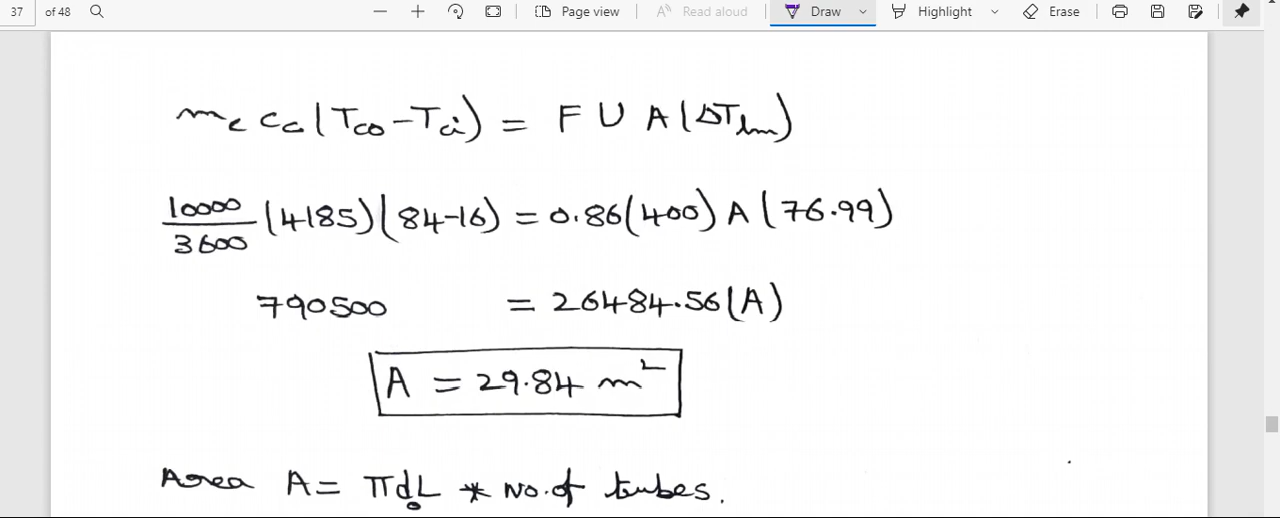 37 of 48 Page view Read aloud Draw Highlight Erase
m_c c_c (T_co - T_ci) = F U A (ΔT_lm)
10000/3600 (4185)(84-16) = 0.86(400) A (76.99)
790500 = 26484.56(A)
A = 29.84 m²
Area A = πd₀L * No. of tubes.